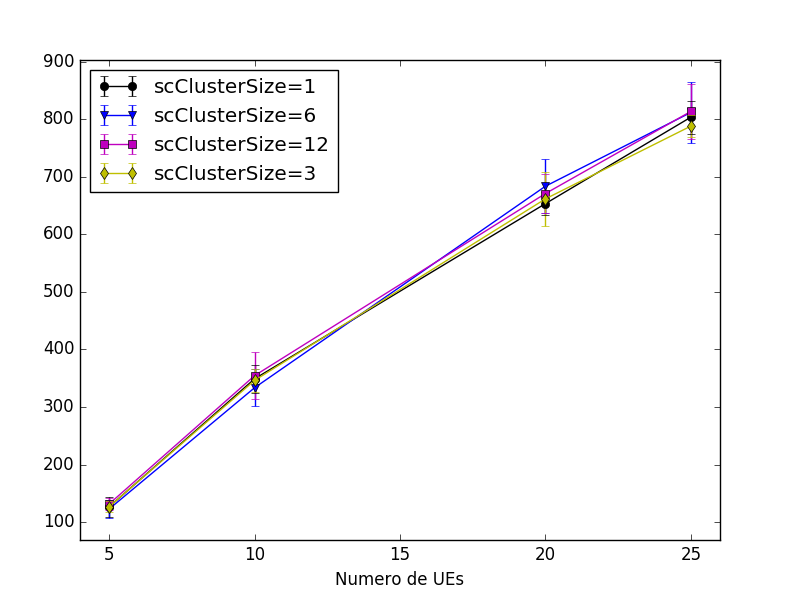 900
800
700
600
500
400
300
200
100
scClusterSize=1
scClusterSize=6
scClusterSize=12
scClusterSize=3
5 10 15 20 25
Numero de UEs